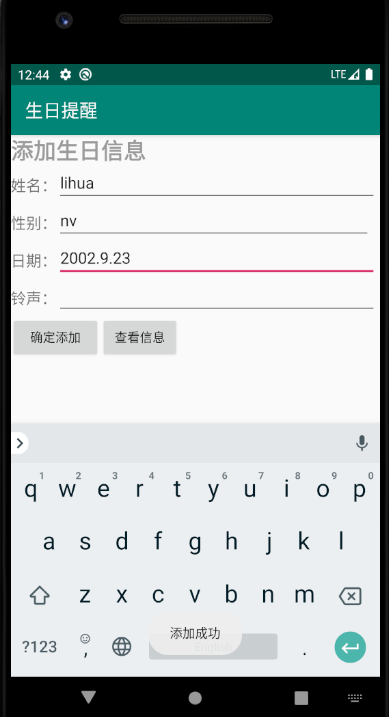 12:44 LTE
生日提醒
添加生日信息
姓名: lihua
性别: nv
日期: 2002.9.23
铃声:
确定添加 查看信息
1 2 3 4 5 6 7 8 9 0
q w e r t y u i o p
a s d f g h j k l
z x c v b n m
?123 , .
添加成功